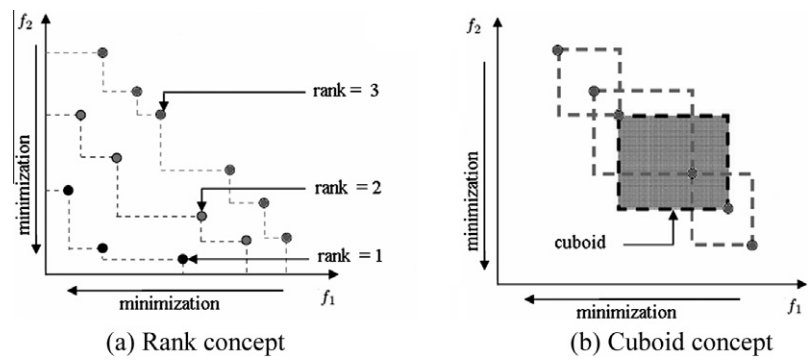 f2
minimization
rank = 3
rank = 2
rank = 1
minimization
f1
(a) Rank concept
f2
minimization
cuboid
minimization
f1
(b) Cuboid concept